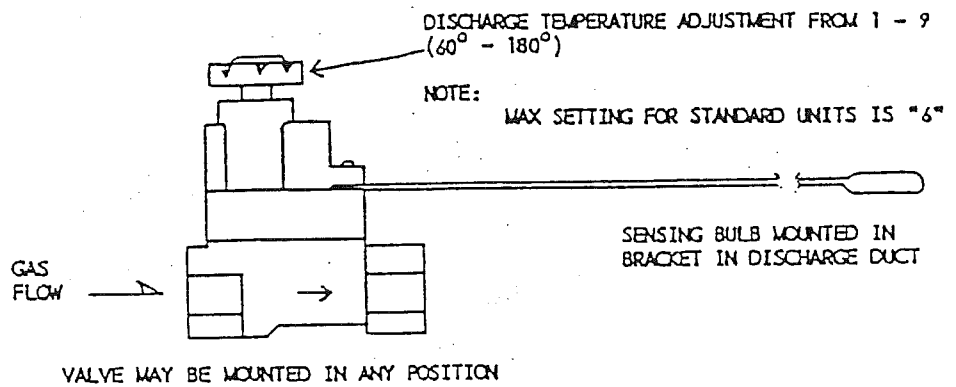 DISCHARGE TEMPERATURE ADJUSTMENT FROM 1 - 9
(60° - 180°)
NOTE:
MAX SETTING FOR STANDARD UNITS IS "6"
SENSING BULB MOUNTED IN
BRACKET IN DISCHARGE DUCT
GAS
FLOW
VALVE MAY BE MOUNTED IN ANY POSITION